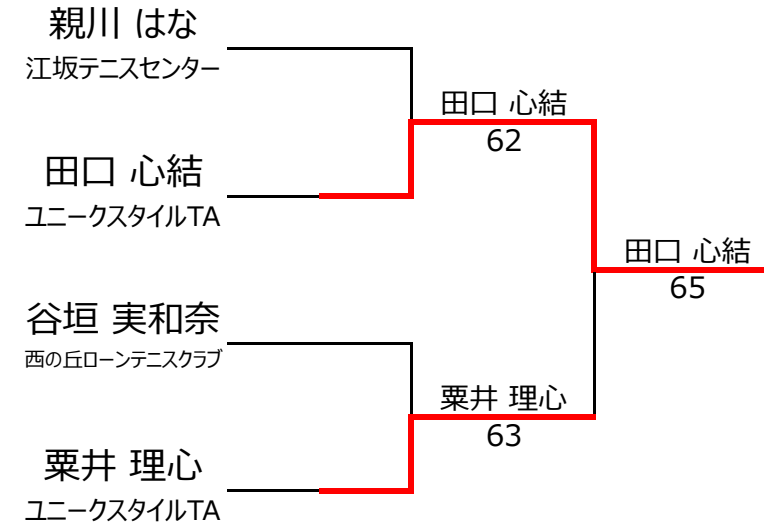 親川 はな
江坂テニスセンター
田口 心結
62
田口 心結
ユニークスタイルTA
田口 心結
65
谷垣 実和奈
西の丘ローンテニスクラブ
粟井 理心
63
粟井 理心
ユニークスタイルTA